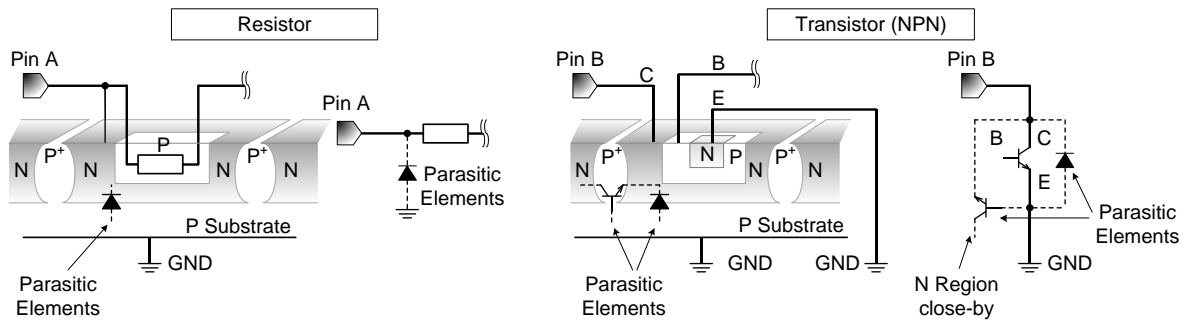 Resistor
Transistor (NPN)
Pin A
Pin A
N
P+
N
P
N
P+
N
Parasitic
Elements
P Substrate
GND
Parasitic
Elements
Pin B
C
B
E
N
P+
N
N
P
N
P+
N
P Substrate
GND
GND
Parasitic
Elements
Pin B
B
C
E
Parasitic
Elements
GND
N Region
close-by